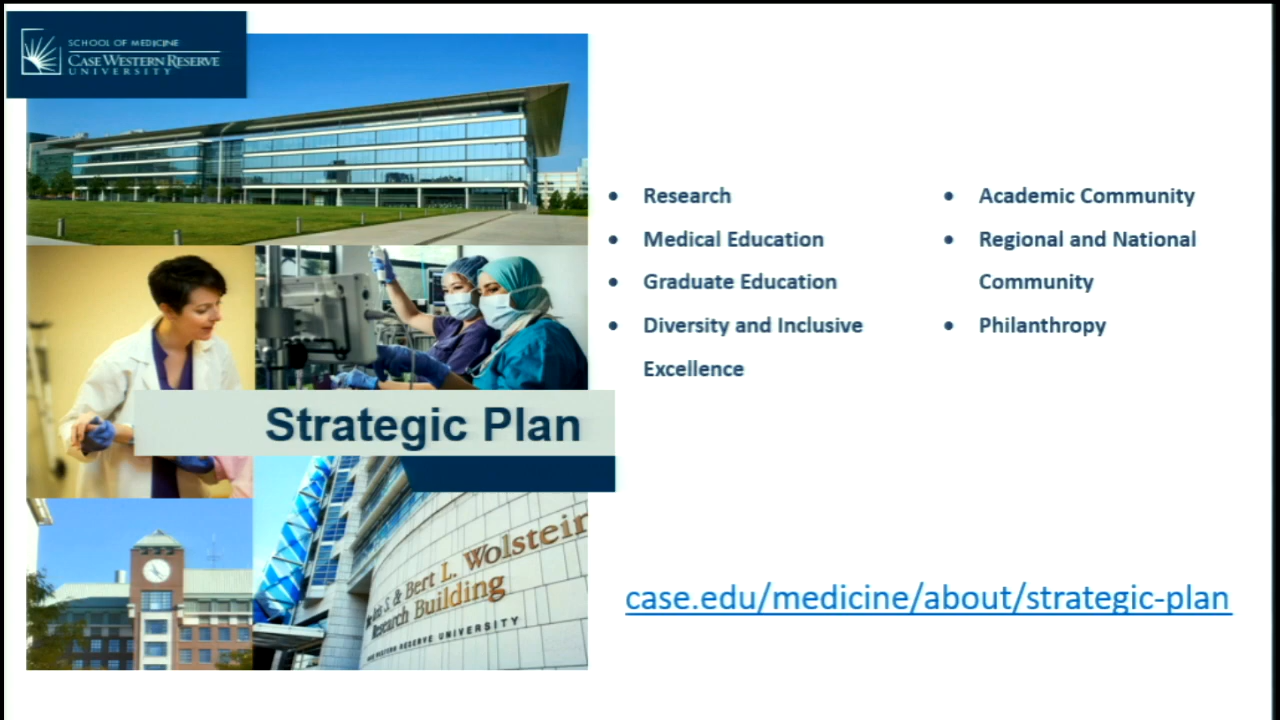 SCHOOL OF MEDICINE
CASE WESTERN RESERVE
UNIVERSITY
Strategic Plan
& Bert L. Wolstein
Research Building
WESTERN RESERVE UNIVERSITY
• Research
• Medical Education
• Graduate Education
• Diversity and Inclusive
Excellence
• Academic Community
• Regional and National
Community
• Philanthropy
case.edu/medicine/about/strategic-plan